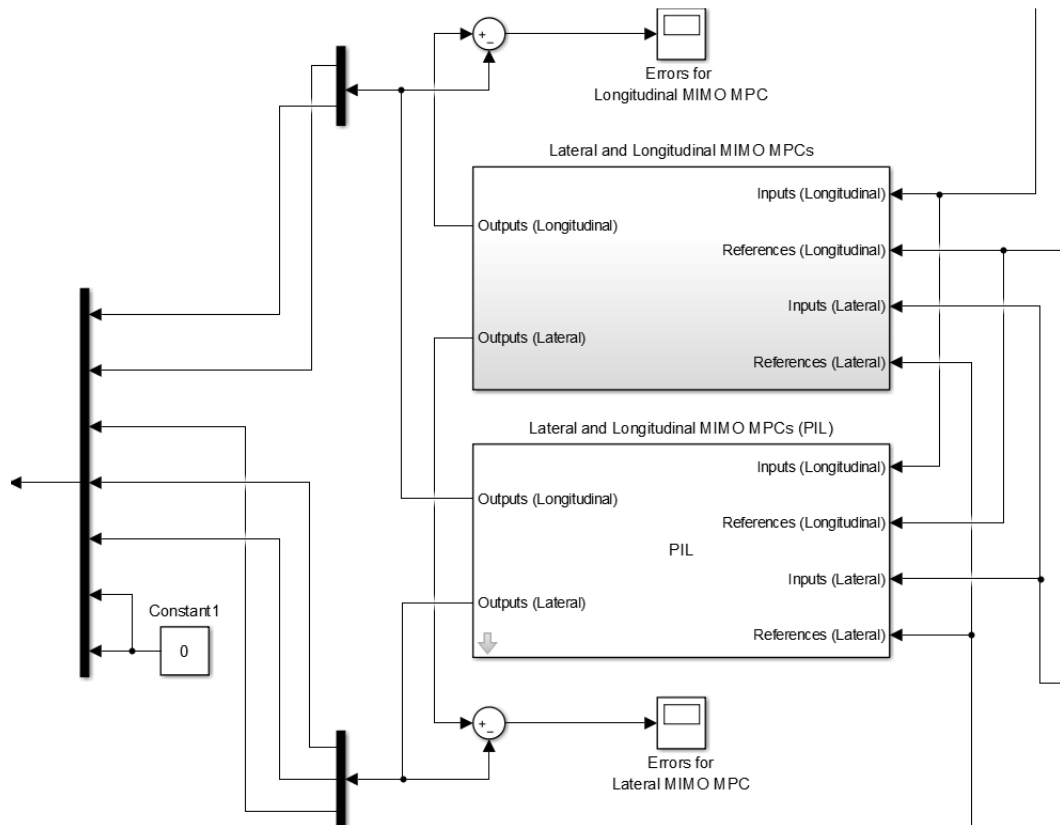 +
−
Errors for
Longitudinal MIMO MPC
Lateral and Longitudinal MIMO MPCs
Inputs (Longitudinal)
Outputs (Longitudinal)
References (Longitudinal)
Inputs (Lateral)
Outputs (Lateral)
References (Lateral)
Lateral and Longitudinal MIMO MPCs (PIL)
Inputs (Longitudinal)
Outputs (Longitudinal)
References (Longitudinal)
PIL
Inputs (Lateral)
Outputs (Lateral)
References (Lateral)
Constant1
0
+
−
Errors for
Lateral MIMO MPC